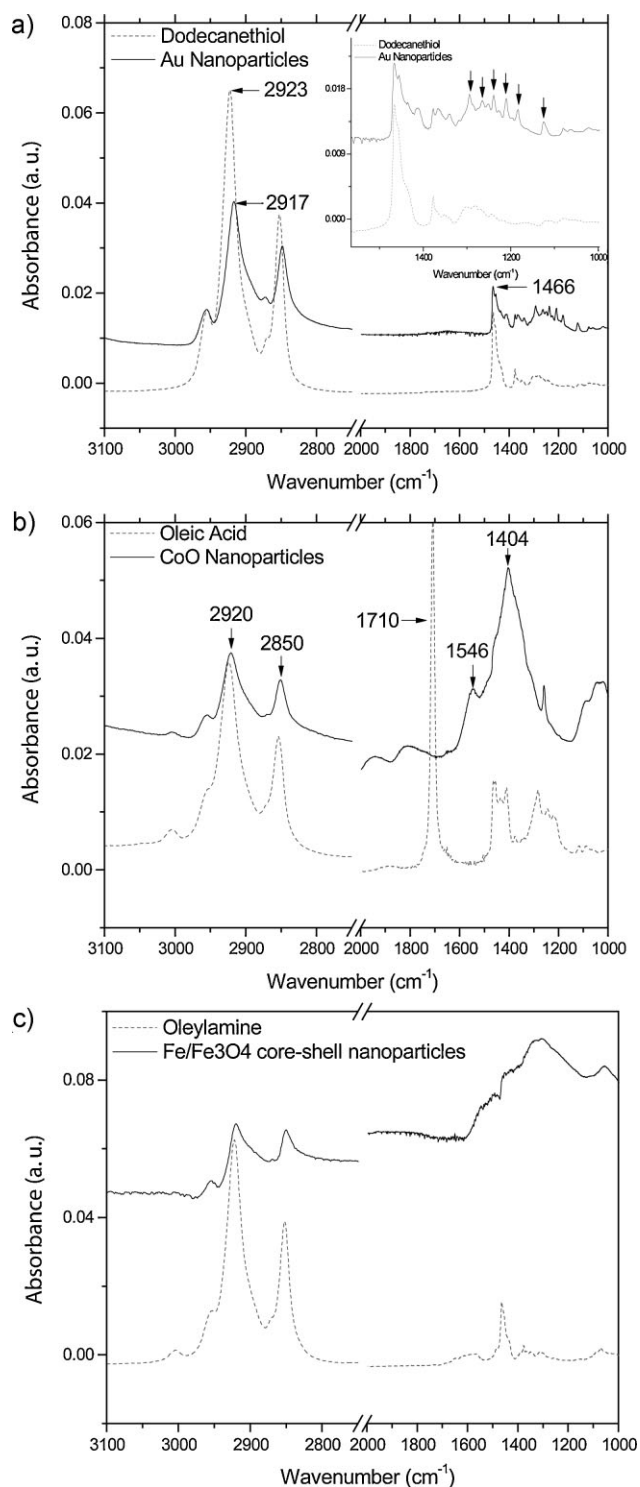 a)
0.08
0.06
0.04
0.02
0.00
Absorbance (a. u.)
Dodecanethiol
Au Nanoparticles
2923
2917
1466
Dodecanethiol
Au Nanoparticles
0.018
0.009
0.000
1400 1200 1000
Wavenumber (cm-1)
3100 3000 2900 2800 2000 1800 1600 1400 1200 1000
Wavenumber (cm-1)
b)
0.06
0.04
0.02
0.00
Absorbance (a. u.)
Oleic Acid
CoO Nanoparticles
2920
2850
1710
1546
1404
3100 3000 2900 2800 2000 1800 1600 1400 1200 1000
Wavenumber (cm-1)
c)
0.08
0.04
0.00
Absorbance (a. u.)
Oleylamine
Fe/Fe3O4 core-shell nanoparticles
3100 3000 2900 2800 2000 1800 1600 1400 1200 1000
Wavenumber (cm-1)